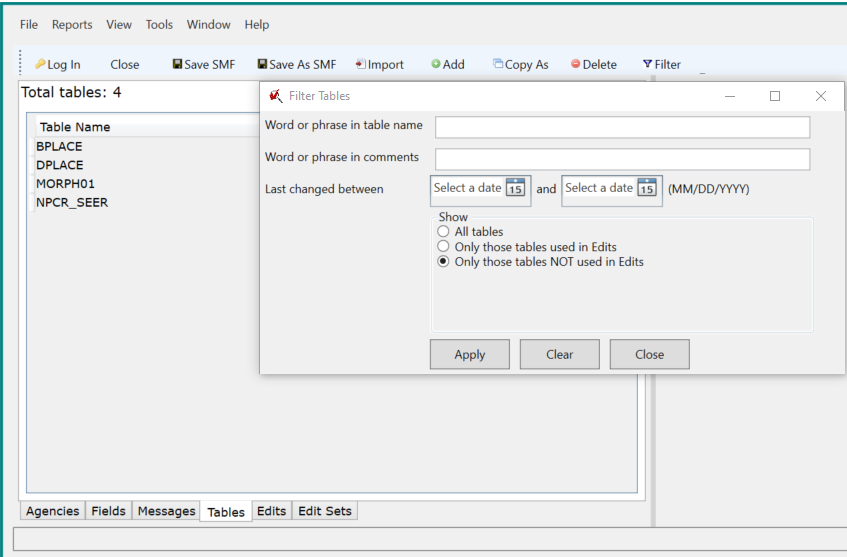 File Reports View Tools Window Help
Log In Close Save SMF Save As SMF Import Add Copy As Delete Filter
Total tables: 4
Filter Tables
Table Name
BPLACE
DPLACE
MORPH01
NPCR_SEER
Word or phrase in table name
Word or phrase in comments
Last changed between Select a date 15 and Select a date 15 (MM/DD/YYYY)
Show
All tables
Only those tables used in Edits
Only those tables NOT used in Edits
Apply Clear Close
Agencies Fields Messages Tables Edits Edit Sets